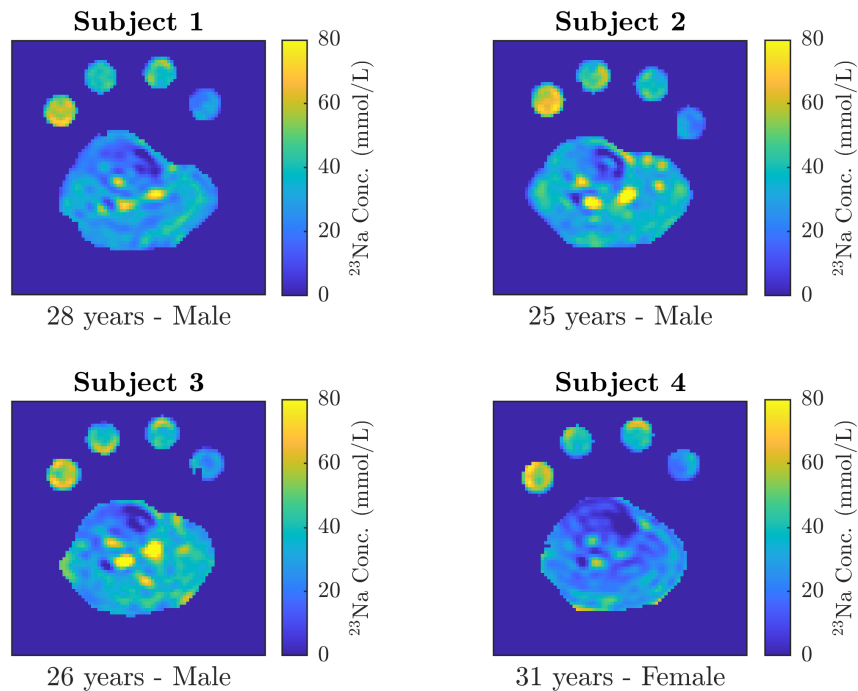 Subject 1
80
60
40
20
0
²³Na Conc. (mmol/L)
28 years - Male
Subject 2
80
60
40
20
0
²³Na Conc. (mmol/L)
25 years - Male
Subject 3
80
60
40
20
0
²³Na Conc. (mmol/L)
26 years - Male
Subject 4
80
60
40
20
0
²³Na Conc. (mmol/L)
31 years - Female